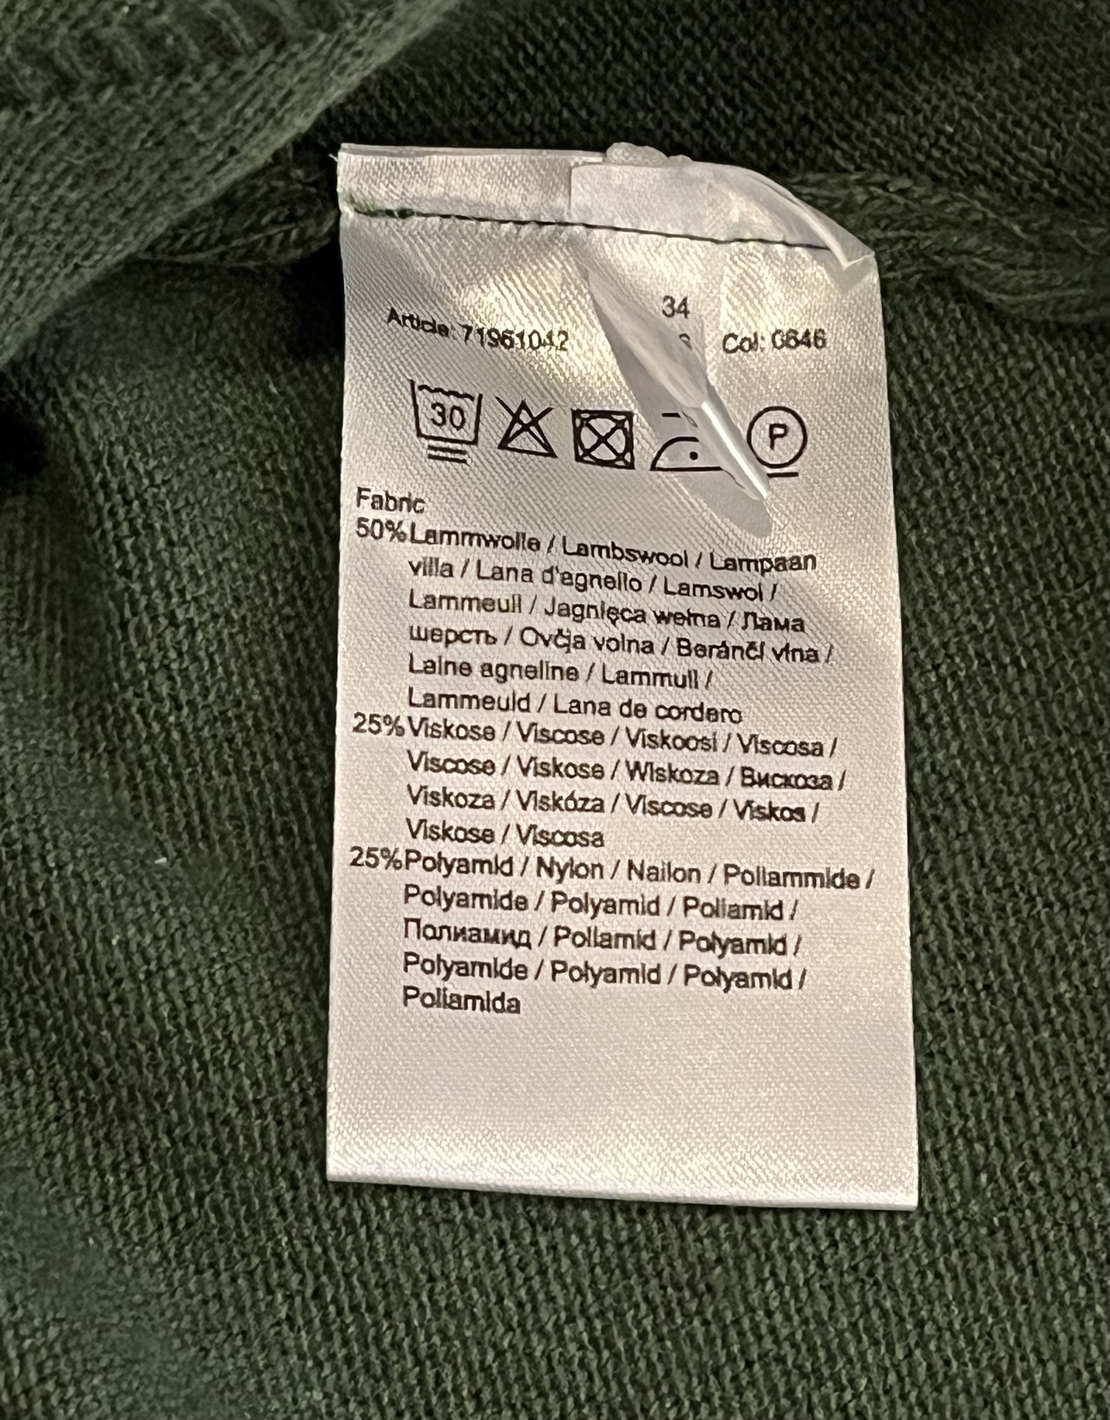 34
Article: 71961042 Col: 0646
30
P
Fabric
50% Lammwolle / Lambswool / Lampaan
villa / Lana d'agnello / Lamswol /
Lammeull / Jagnięca wełna / Лама
шерсть / Ovčja volna / Beránčí vlna /
Laine agneline / Lammull /
Lammeuld / Lana de cordero
25% Viskose / Viscose / Viskoosi / Viscosa /
Viscose / Viskose / Wiskoza / Вискоза /
Viskoza / Viskóza / Viscose / Viskos /
Viskose / Viscosa
25% Polyamid / Nylon / Nailon / Poliammide /
Polyamide / Polyamid / Poliamid /
Полиамид / Poliamid / Polyamid /
Polyamide / Polyamid / Polyamid /
Poliamida